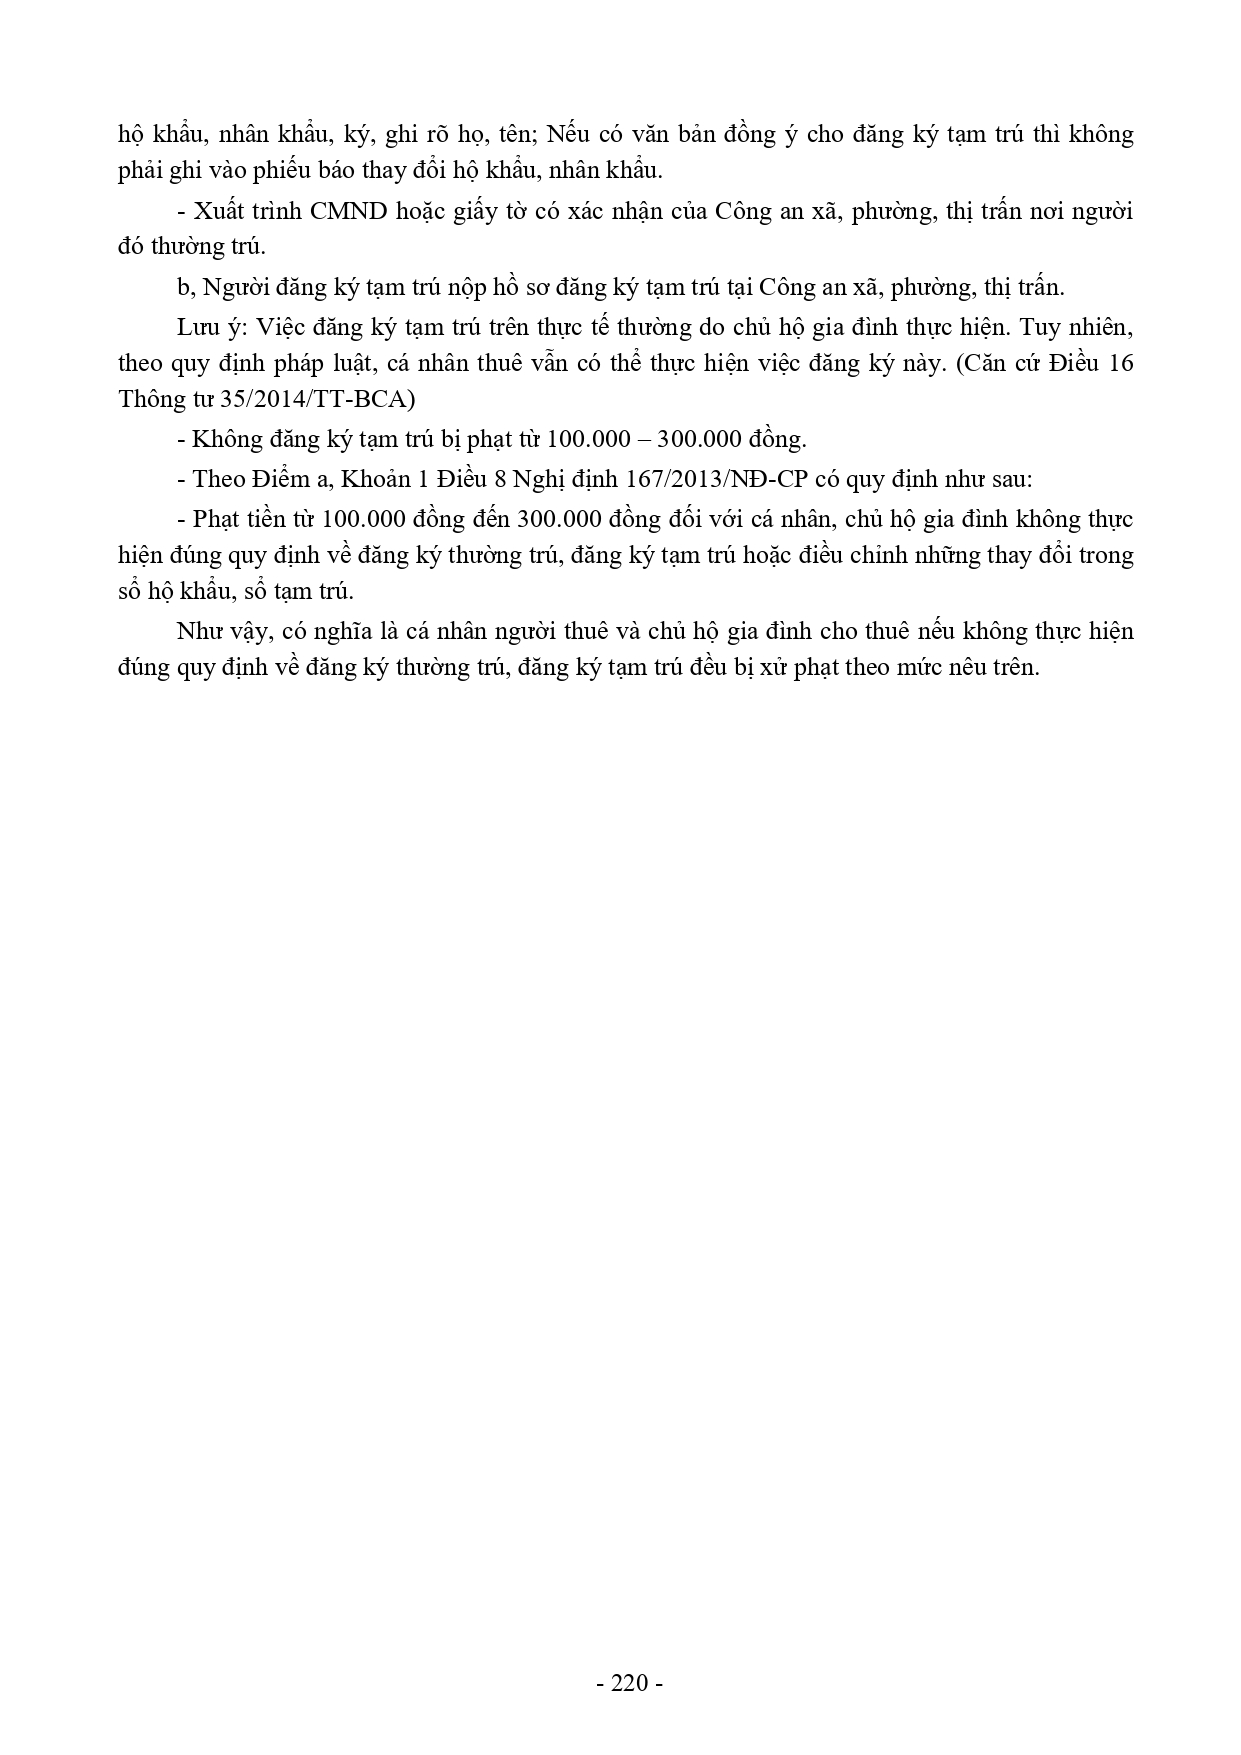 hộ khẩu, nhân khẩu, ký, ghi rõ họ, tên; Nếu có văn bản đồng ý cho đăng ký tạm trú thì không
phải ghi vào phiếu báo thay đổi hộ khẩu, nhân khẩu.
- Xuất trình CMND hoặc giấy tờ có xác nhận của Công an xã, phường, thị trấn nơi người
đó thường trú.
b, Người đăng ký tạm trú nộp hồ sơ đăng ký tạm trú tại Công an xã, phường, thị trấn.
Lưu ý: Việc đăng ký tạm trú trên thực tế thường do chủ hộ gia đình thực hiện. Tuy nhiên,
theo quy định pháp luật, cá nhân thuê vẫn có thể thực hiện việc đăng ký này. (Căn cứ Điều 16
Thông tư 35/2014/TT-BCA)
- Không đăng ký tạm trú bị phạt từ 100.000 – 300.000 đồng.
- Theo Điểm a, Khoản 1 Điều 8 Nghị định 167/2013/NĐ-CP có quy định như sau:
- Phạt tiền từ 100.000 đồng đến 300.000 đồng đối với cá nhân, chủ hộ gia đình không thực
hiện đúng quy định về đăng ký thường trú, đăng ký tạm trú hoặc điều chỉnh những thay đổi trong
sổ hộ khẩu, sổ tạm trú.
Như vậy, có nghĩa là cá nhân người thuê và chủ hộ gia đình cho thuê nếu không thực hiện
đúng quy định về đăng ký thường trú, đăng ký tạm trú đều bị xử phạt theo mức nêu trên.
- 220 -